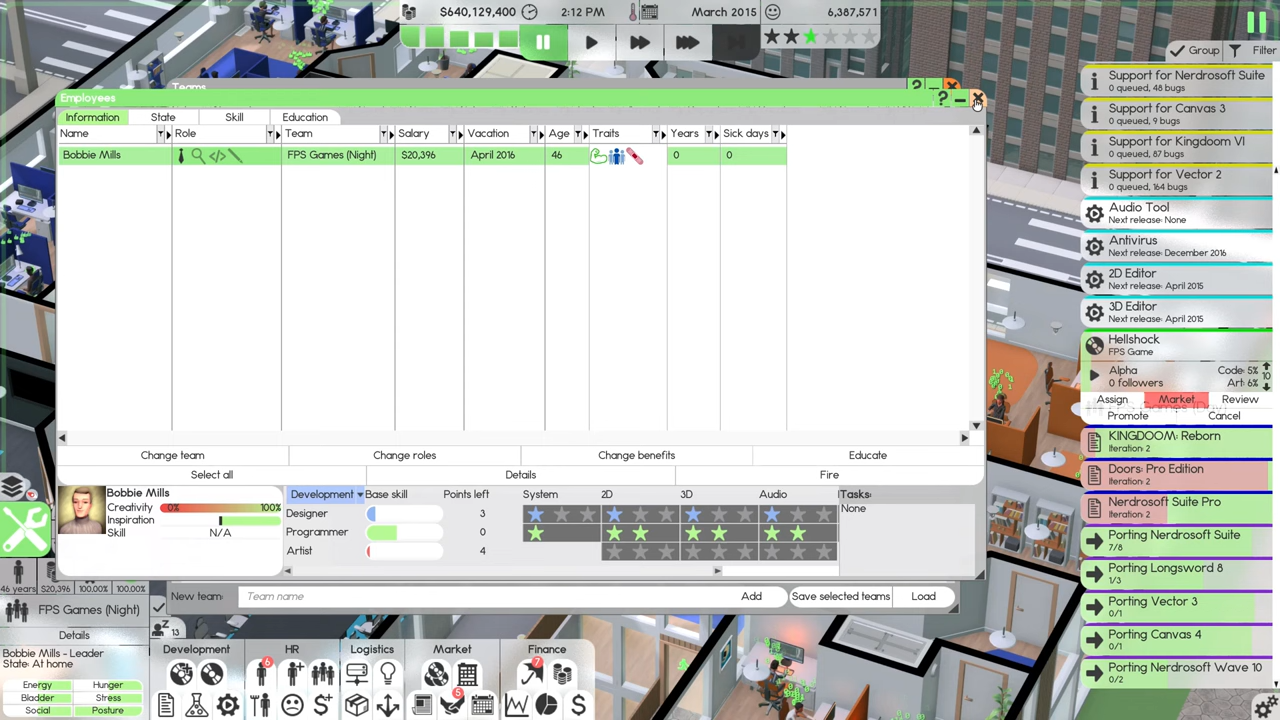 $640,129,400
2:12 PM
March 2015
6,387,571
Group
Filter
Teams
?
Employees
?
Information
State
Skill
Education
Name
Role
Team
Salary
Vacation
Age
Traits
Years
Sick days
Bobbie Mills
FPS Games (Night)
$20,396
April 2016
46
0
0
Change team
Change roles
Change benefits
Educate
Select all
Details
Fire
Bobbie Mills
Creativity 0% 100%
Inspiration
Skill N/A
Development
Base skill
Points left
System
2D
3D
Audio
Tasks:
Designer
3
None
Programmer
0
Artist
4
New team:
Team name
Add
Save selected teams
Load
Support for Nerdrosoft Suite
0 queued, 48 bugs
Support for Canvas 3
0 queued, 9 bugs
Support for Kingdoom VI
0 queued, 87 bugs
Support for Vector 2
0 queued, 164 bugs
Audio Tool
Next release: None
Antivirus
Next release: December 2016
2D Editor
Next release: April 2015
3D Editor
Next release: April 2015
Hellshock
FPS Game
Alpha
Code: 5%
0 followers
Art: 6%
10
Assign
Market
Review
Promote
Cancel
KINGDOOM: Reborn
Iteration: 2
Doors: Pro Edition
Iteration: 2
Nerdrosoft Suite Pro
Iteration: 2
Porting Nerdrosoft Suite
7/8
Porting Longsword 8
1/3
Porting Vector 3
0/1
Porting Canvas 4
0/1
Porting Nerdrosoft Wave 10
0/2
46 years
$20,396
100.00%
100.00%
FPS Games (Night)
13
Details
Bobbie Mills - Leader
State: At home
Energy
Hunger
Bladder
Stress
Social
Posture
Development
HR
Logistics
Market
Finance
6
7
5